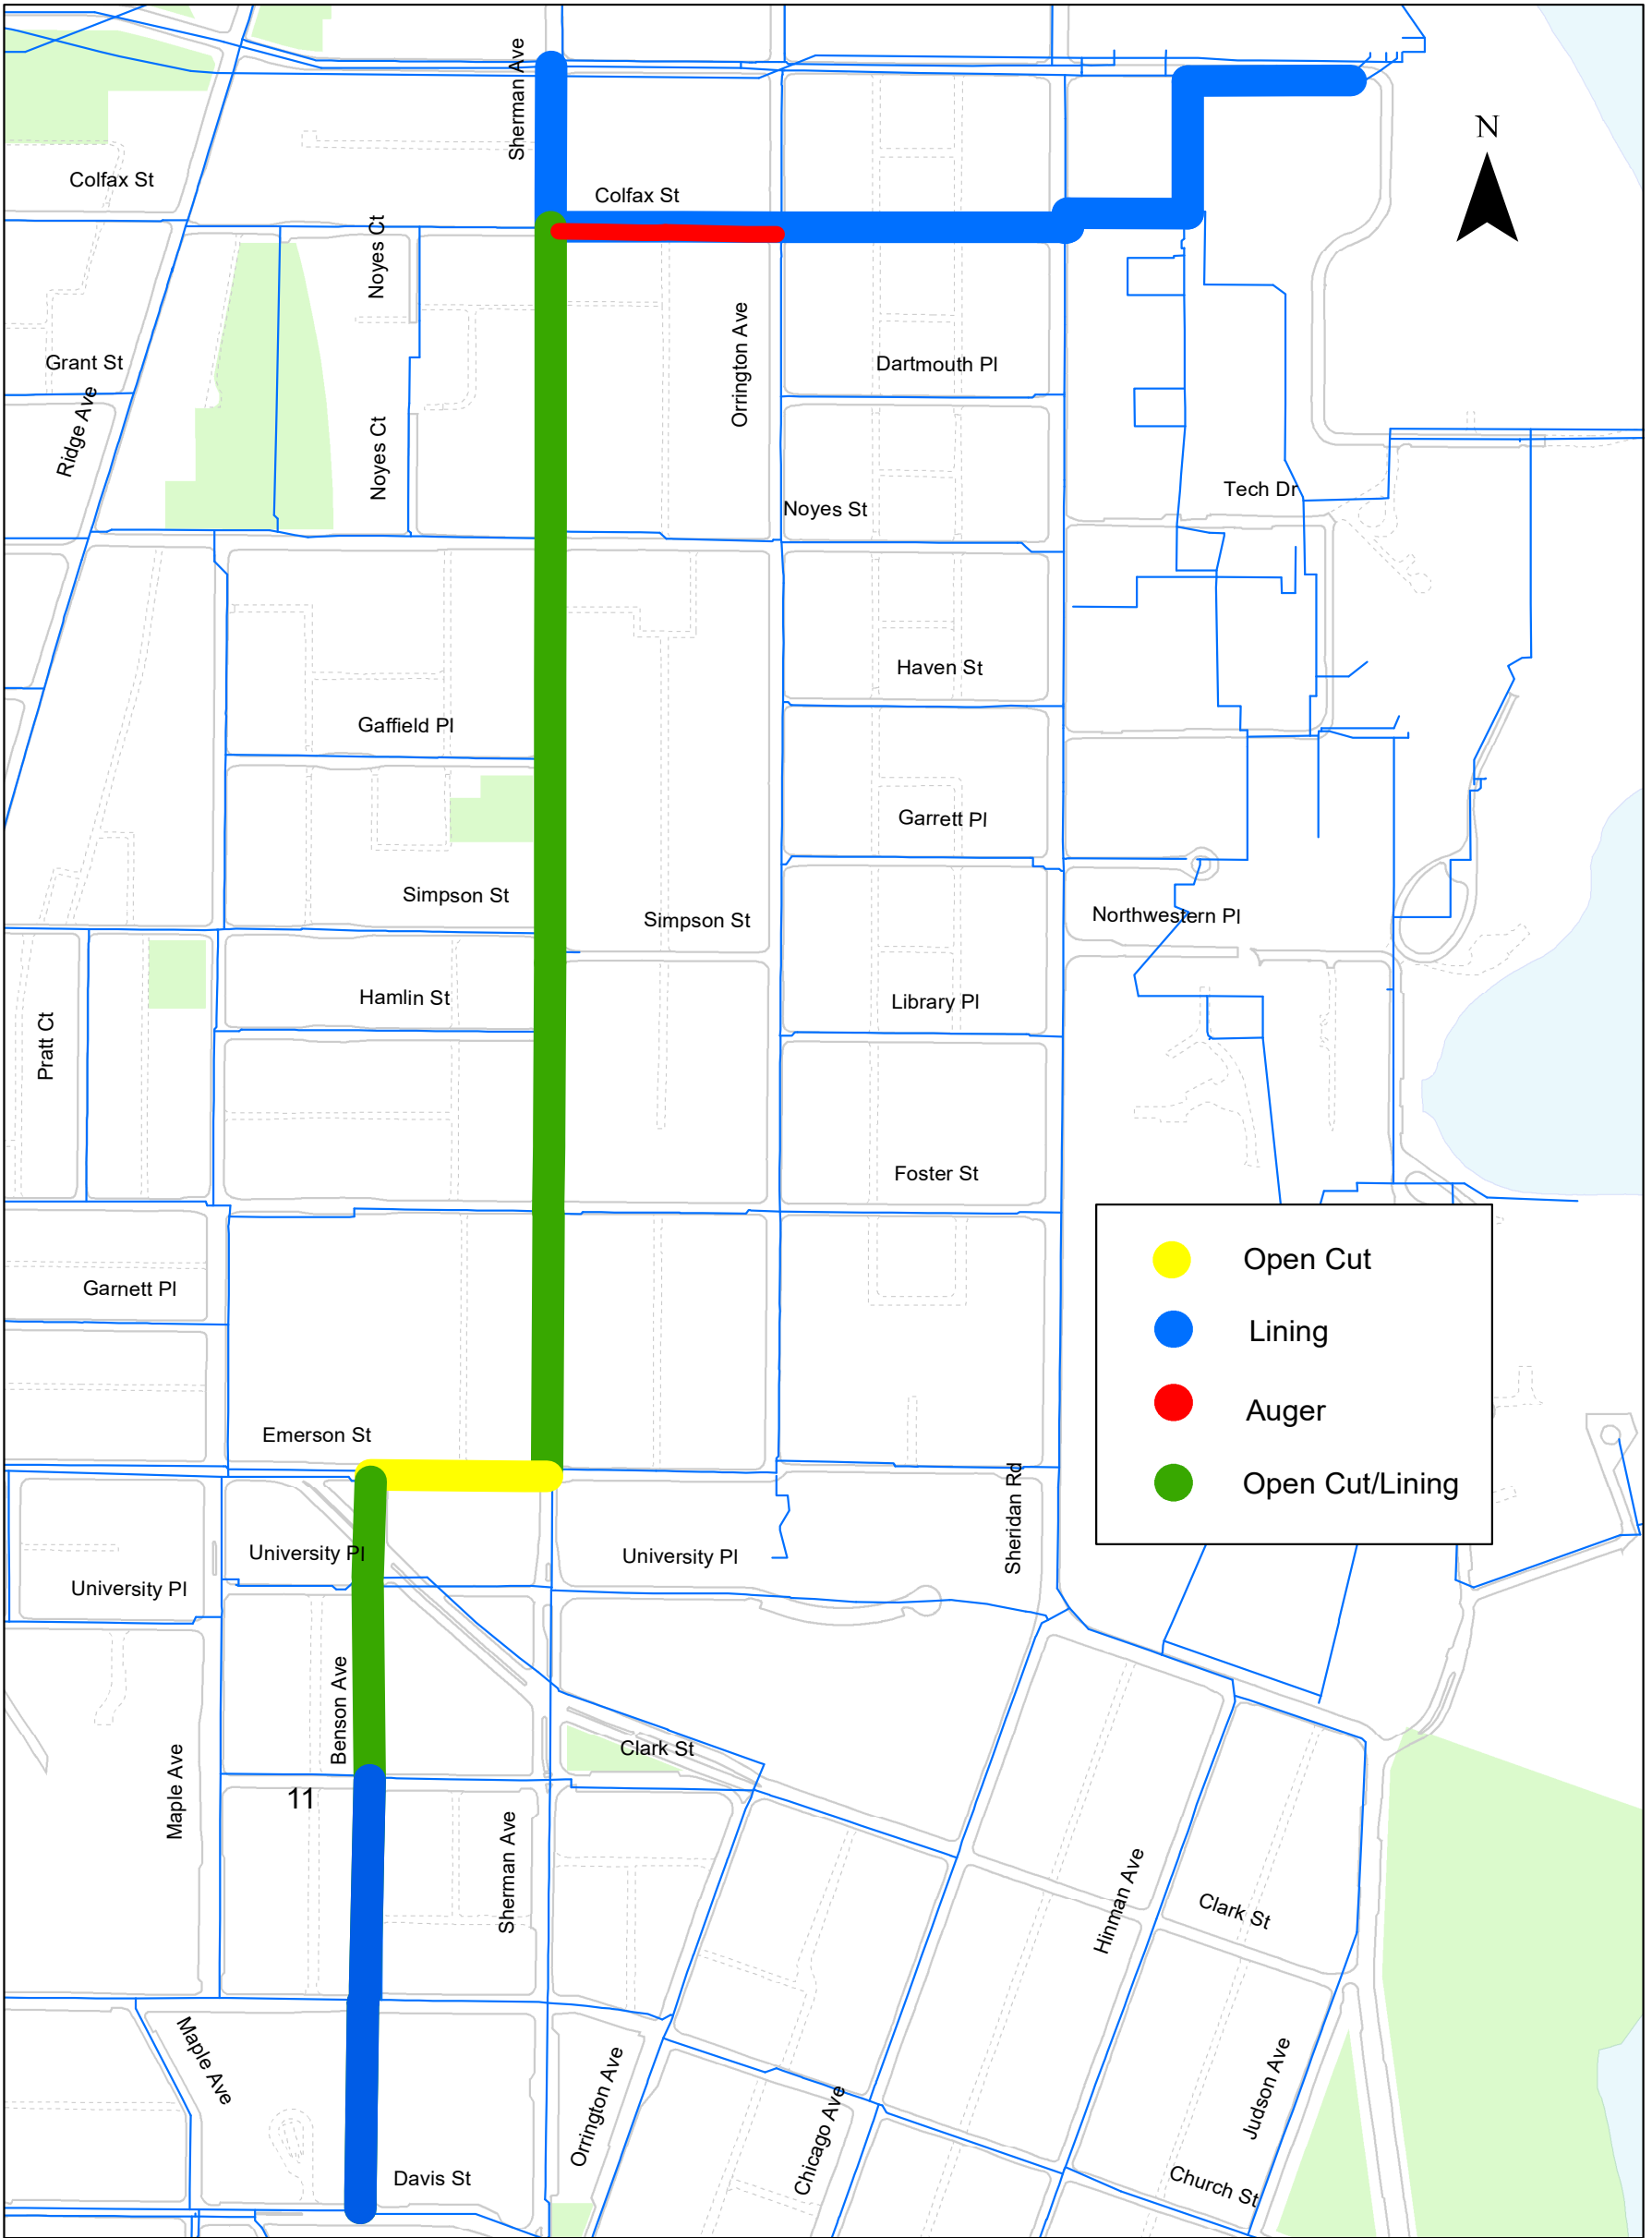 Sherman Ave
N
Colfax St
Colfax St
Noyes Ct
Orrington Ave
Grant St
Dartmouth Pl
Ridge Ave
Noyes Ct
Tech Dr
Noyes St
Haven St
Gaffield Pl
Garrett Pl
Simpson St
Simpson St
Northwestern Pl
Hamlin St
Library Pl
Pratt Ct
Foster St
Open Cut
Garnett Pl
Lining
Auger
Emerson St
Open Cut/Lining
Sheridan Rd
University Pl
University Pl
University Pl
Benson Ave
Clark St
Maple Ave
11
Sherman Ave
Hinman Ave
Clark St
Maple Ave
Orrington Ave
Judson Ave
Chicago Ave
Davis St
Church St